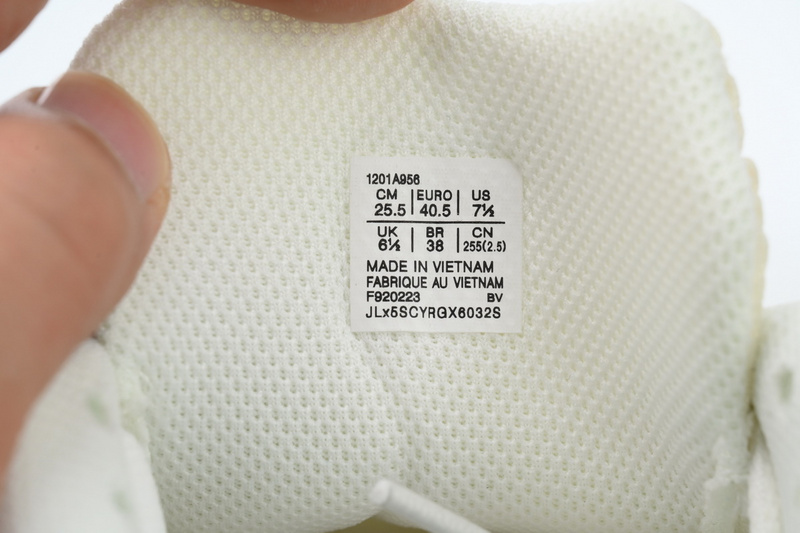 1201A956
CM | EURO | US
25.5 | 40.5 | 7½
UK | BR | CN
6½ | 38 | 255(2.5)
MADE IN VIETNAM
FABRIQUE AU VIETNAM
F920223 BV
JLx5SCYRGX6032S